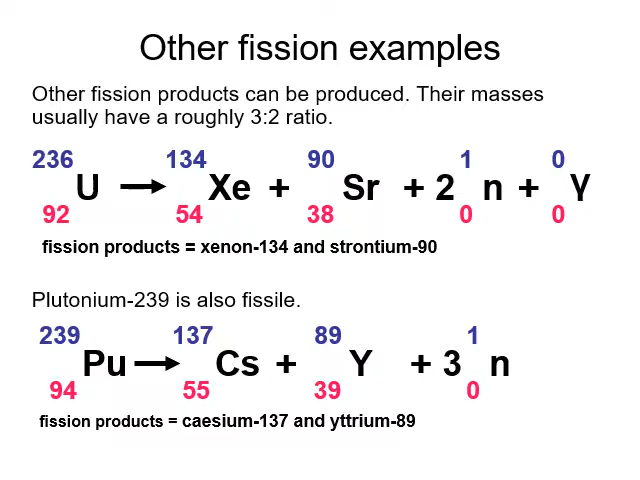 Other fission examples
Other fission products can be produced. Their masses
usually have a roughly 3:2 ratio.
236 134 90 1 0
U → Xe + Sr + 2 n + γ
92 54 38 0 0
fission products = xenon-134 and strontium-90
Plutonium-239 is also fissile.
239 137 89 1
Pu → Cs + Y + 3 n
94 55 39 0
fission products = caesium-137 and yttrium-89